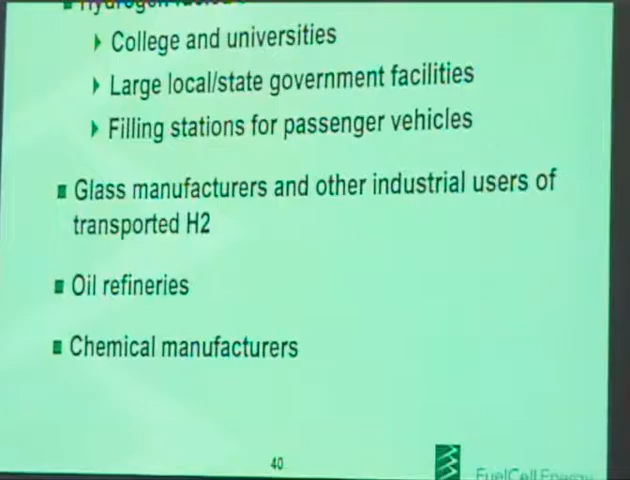 Hydrogen fueled
College and universities
Large local/state government facilities
Filling stations for passenger vehicles
Glass manufacturers and other industrial users of
transported H2
Oil refineries
Chemical manufacturers
40
FuelCell Energy